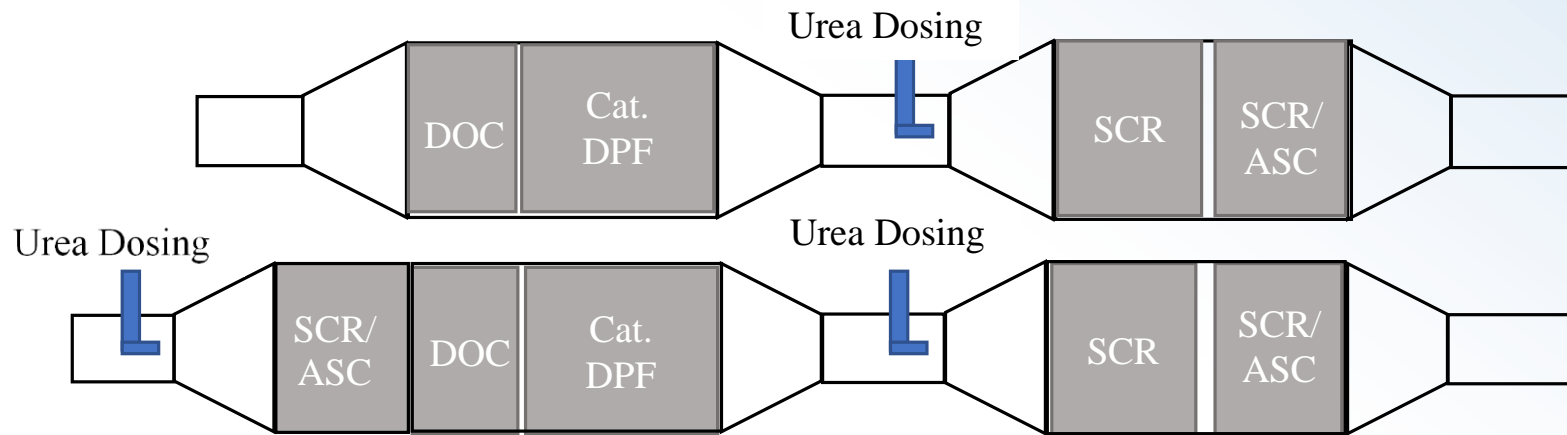 Urea Dosing
DOC
Cat.
DPF
SCR
SCR/
ASC
Urea Dosing
Urea Dosing
SCR/
ASC
DOC
Cat.
DPF
SCR
SCR/
ASC